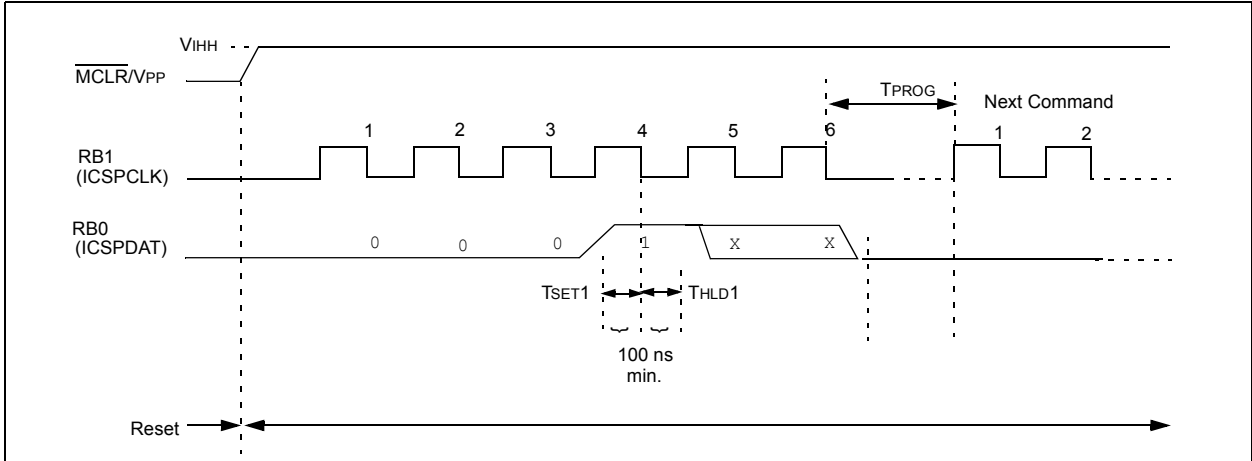 VIHH
MCLR/VPP
TPROG
Next Command
1 2 3 4 5 6 1 2
RB1
(ICSPCLK)
RB0
(ICSPDAT)
0 0 0 1 X X
TSET1 THLD1
100 ns
min.
Reset